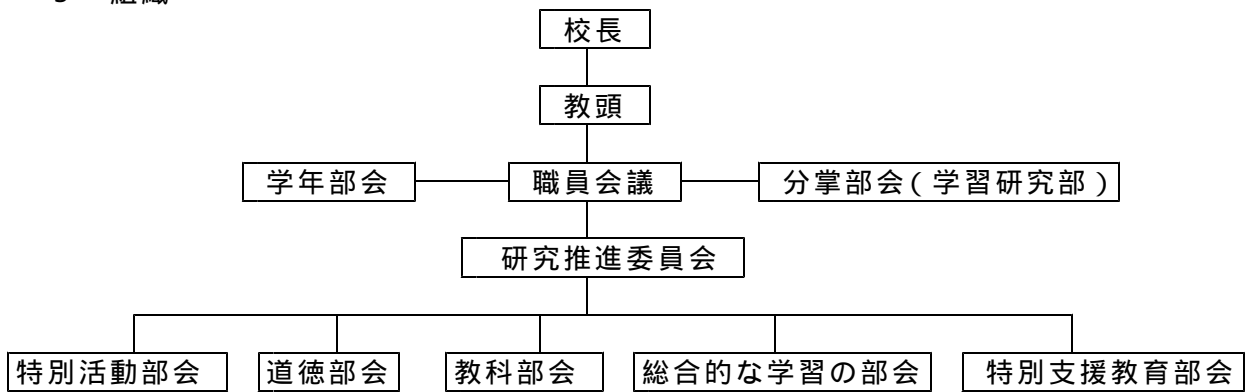 組織
校長
教頭
学年部会 職員会議 分掌部会(学習研究部)
研究推進委員会
特別活動部会 道徳部会 教科部会 総合的な学習の部会 特別支援教育部会